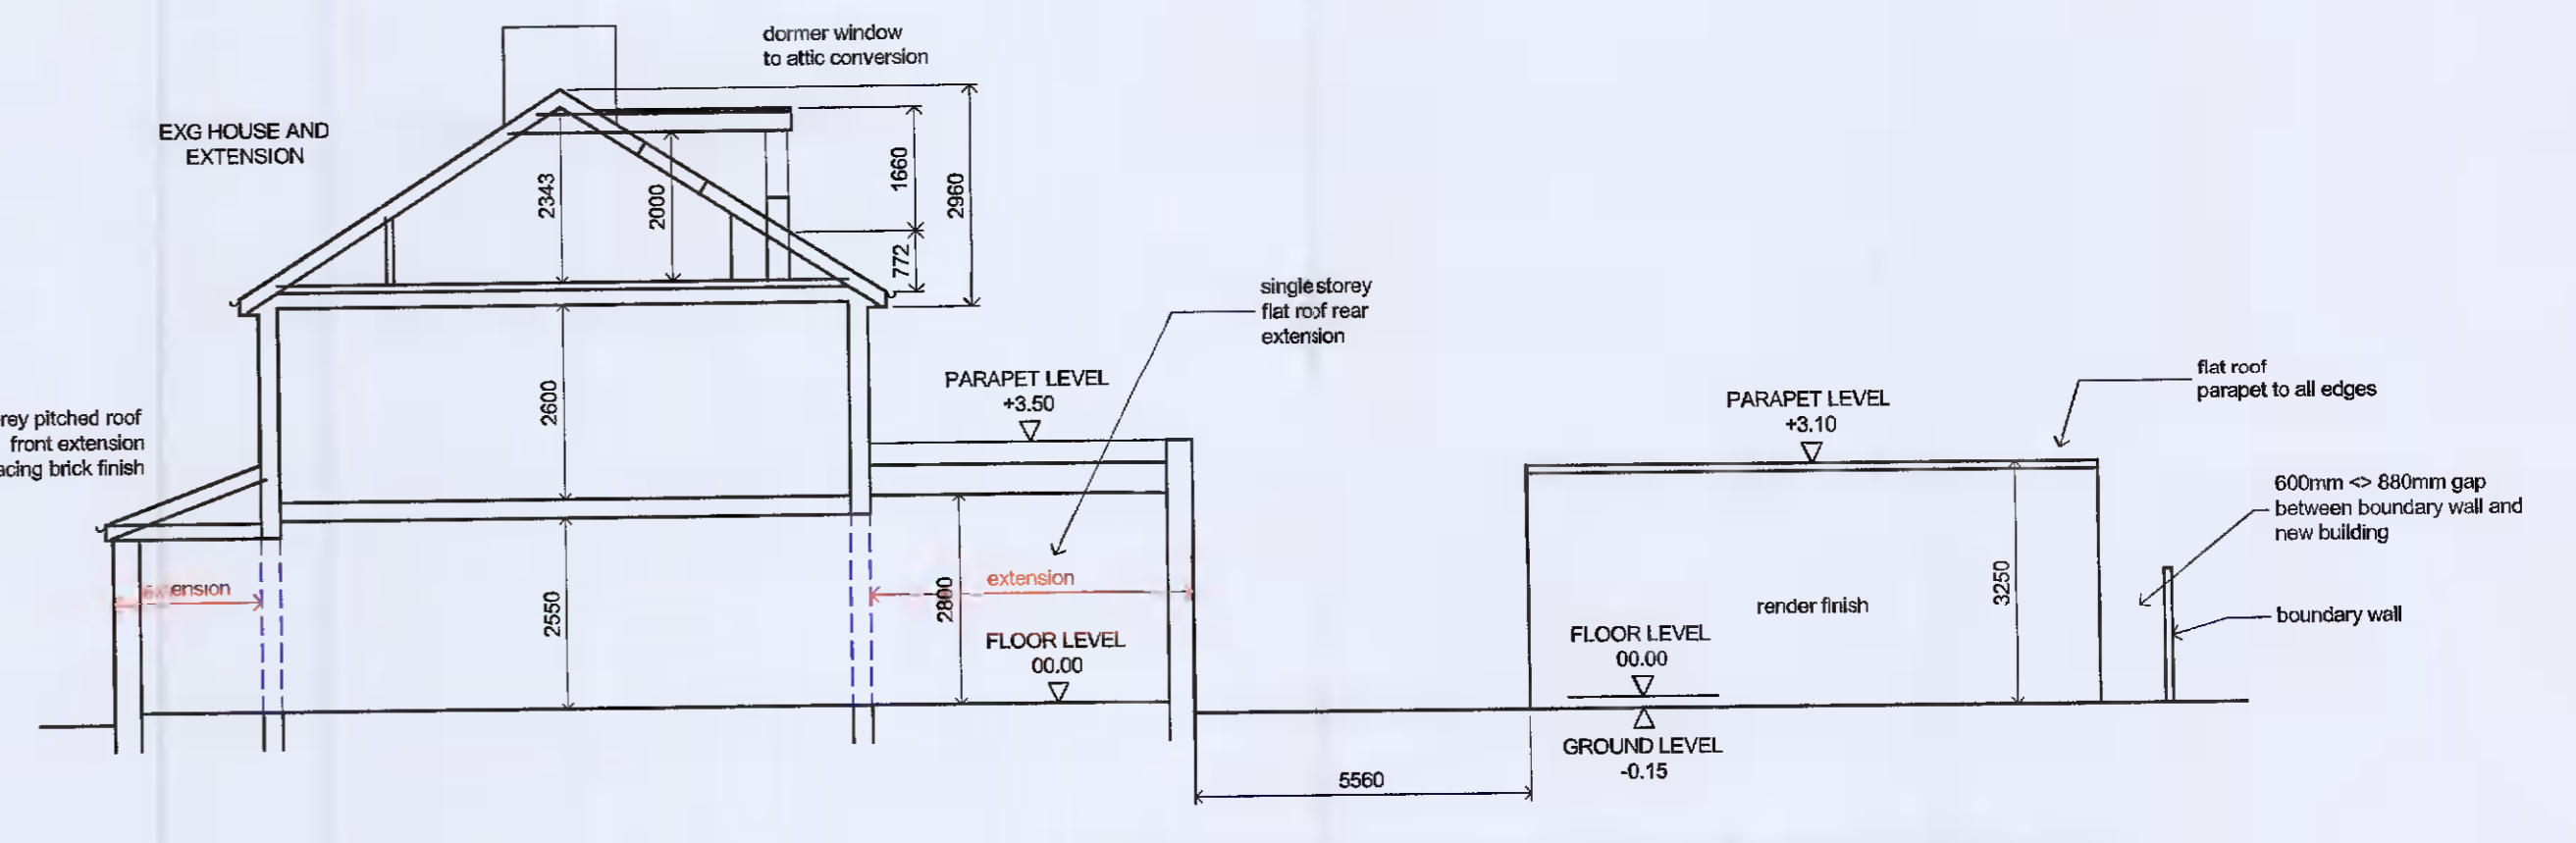 dormer window
to attic conversion
EXG HOUSE AND
EXTENSION
2343
2000
1660
2960
772
single storey
flat roof rear
extension
PARAPET LEVEL
+3.50
2600
rey pitched roof
front extension
acing brick finish
extension
2550
2800
extension
FLOOR LEVEL
00.00
PARAPET LEVEL
+3.10
flat roof
parapet to all edges
600mm <> 880mm gap
between boundary wall and
new building
3250
render finish
boundary wall
FLOOR LEVEL
00.00
GROUND LEVEL
-0.15
5560